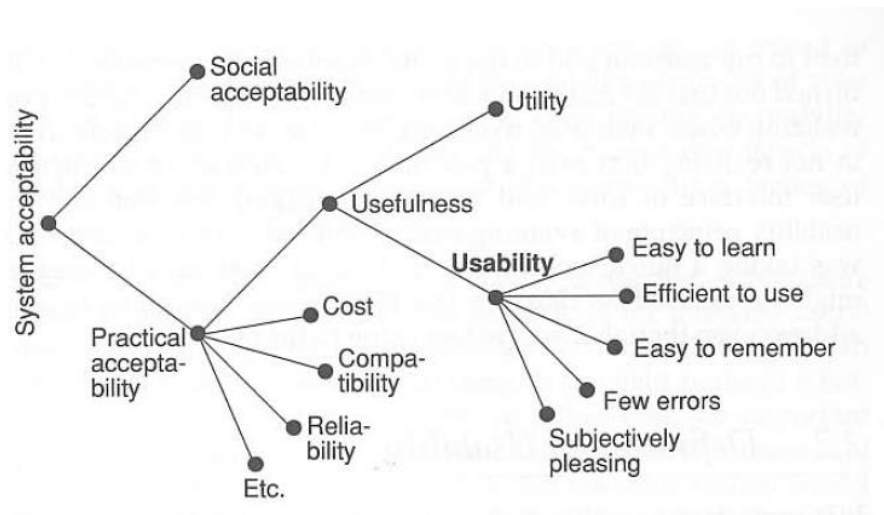 System acceptability
Social
acceptability
Practical
accepta-
bility
Usefulness
Cost
Compa-
tibility
Relia-
bility
Etc.
Utility
Usability
Easy to learn
Efficient to use
Easy to remember
Few errors
Subjectively
pleasing